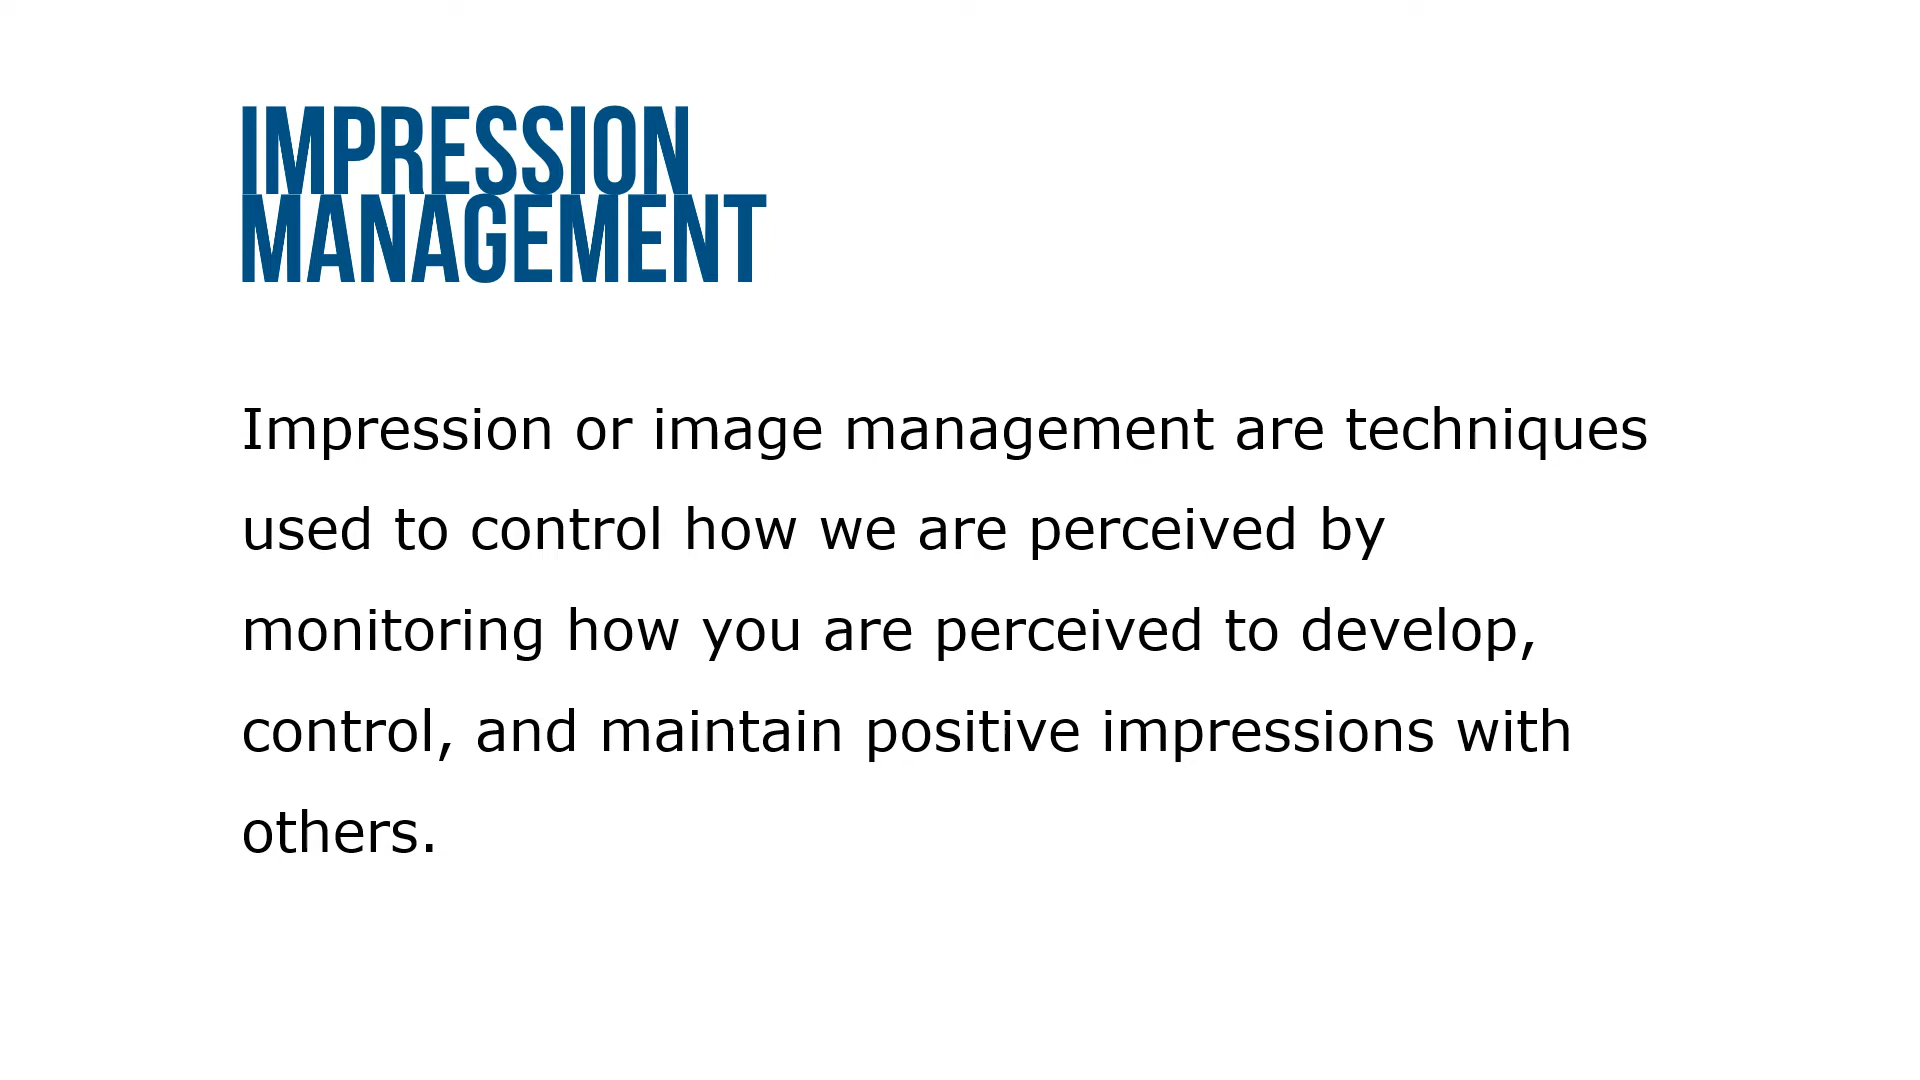 IMPRESSION
MANAGEMENT
Impression or image management are techniques
used to control how we are perceived by
monitoring how you are perceived to develop,
control, and maintain positive impressions with
others.